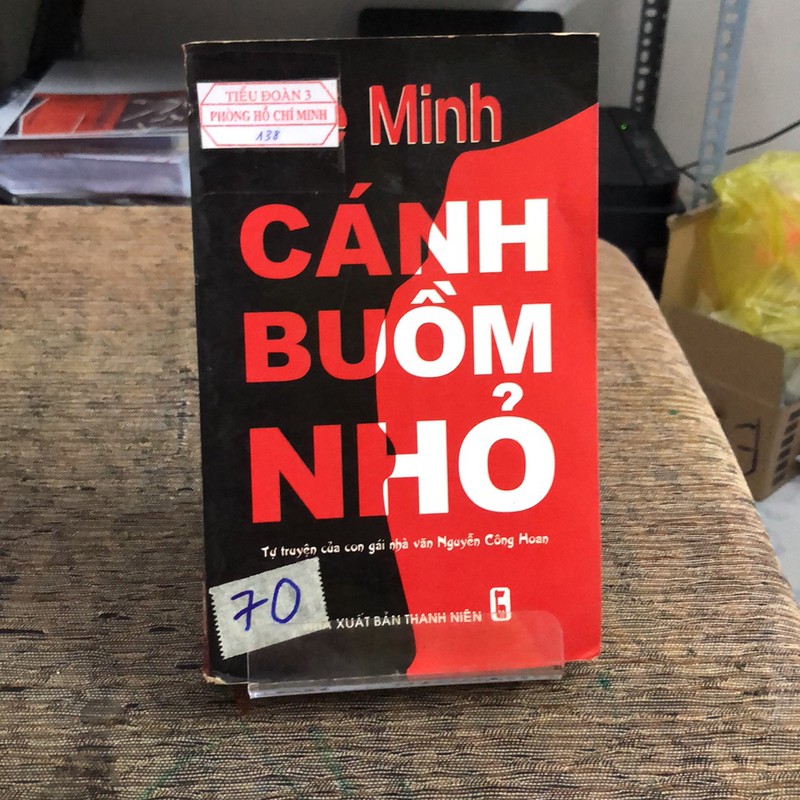 TIỂU ĐOÀN 3
PHÒNG HỒ CHÍ MINH
138
Minh
CÁNH
BUỒM
NHỎ
Tự truyện của con gái nhà văn Nguyễn Công Hoan
70
XUẤT BẢN THANH NIÊN